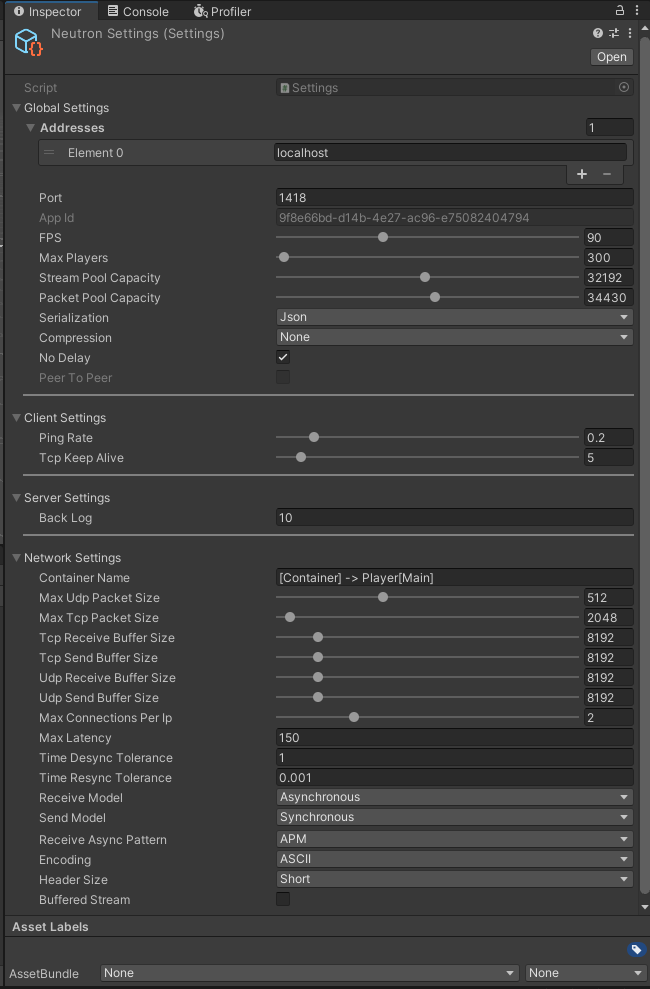 Inspector Console Profiler
Neutron Settings (Settings)
Open
Script Settings
Global Settings
Addresses 1
Element 0 localhost
Port 1418
App Id 9f8e66bd-d14b-4e27-ac96-e75082404794
FPS 90
Max Players 300
Stream Pool Capacity 32192
Packet Pool Capacity 34430
Serialization Json
Compression None
No Delay
Peer To Peer
Client Settings
Ping Rate 0.2
Tcp Keep Alive 5
Server Settings
Back Log 10
Network Settings
Container Name [Container] -> Player[Main]
Max Udp Packet Size 512
Max Tcp Packet Size 2048
Tcp Receive Buffer Size 8192
Tcp Send Buffer Size 8192
Udp Receive Buffer Size 8192
Udp Send Buffer Size 8192
Max Connections Per Ip 2
Max Latency 150
Time Desync Tolerance 1
Time Resync Tolerance 0.001
Receive Model Asynchronous
Send Model Synchronous
Receive Async Pattern APM
Encoding ASCII
Header Size Short
Buffered Stream
Asset Labels
AssetBundle None None